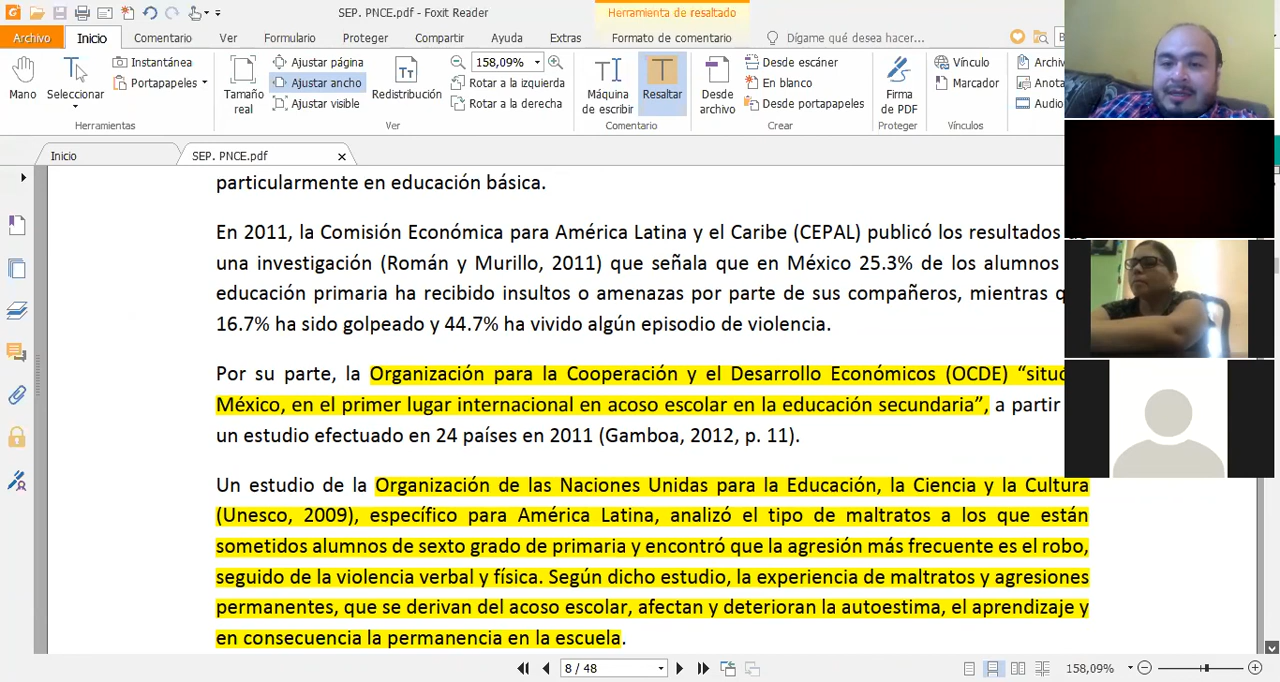 SEP. PNCE.pdf - Foxit Reader
Herramienta de resaltado
Archivo Inicio Comentario Ver Formulario Proteger Compartir Ayuda Extras Formato de comentario Dígame qué desea hacer...
Mano
Seleccionar
Instantánea
Portapapeles
Herramientas
Tamaño real
Ajustar página
Ajustar ancho
Ajustar visible
Redistribución
158,09%
Rotar a la izquierda
Rotar a la derecha
Ver
Máquina de escribir
Resaltar
Comentario
Desde archivo
Desde escáner
En blanco
Desde portapapeles
Crear
Firma de PDF
Proteger
Vínculo
Marcador
Vínculos
Archiv
Anota
Audio
Inicio
SEP. PNCE.pdf
particularmente en educación básica.
En 2011, la Comisión Económica para América Latina y el Caribe (CEPAL) publicó los resultados
una investigación (Román y Murillo, 2011) que señala que en México 25.3% de los alumnos
educación primaria ha recibido insultos o amenazas por parte de sus compañeros, mientras
16.7% ha sido golpeado y 44.7% ha vivido algún episodio de violencia.
Por su parte, la Organización para la Cooperación y el Desarrollo Económicos (OCDE) “situó
México, en el primer lugar internacional en acoso escolar en la educación secundaria”, a partir
un estudio efectuado en 24 países en 2011 (Gamboa, 2012, p. 11).
Un estudio de la Organización de las Naciones Unidas para la Educación, la Ciencia y la Cultura
(Unesco, 2009), específico para América Latina, analizó el tipo de maltratos a los que están
sometidos alumnos de sexto grado de primaria y encontró que la agresión más frecuente es el robo,
seguido de la violencia verbal y física. Según dicho estudio, la experiencia de maltratos y agresiones
permanentes, que se derivan del acoso escolar, afectan y deterioran la autoestima, el aprendizaje y
en consecuencia la permanencia en la escuela.
8 / 48
158,09%